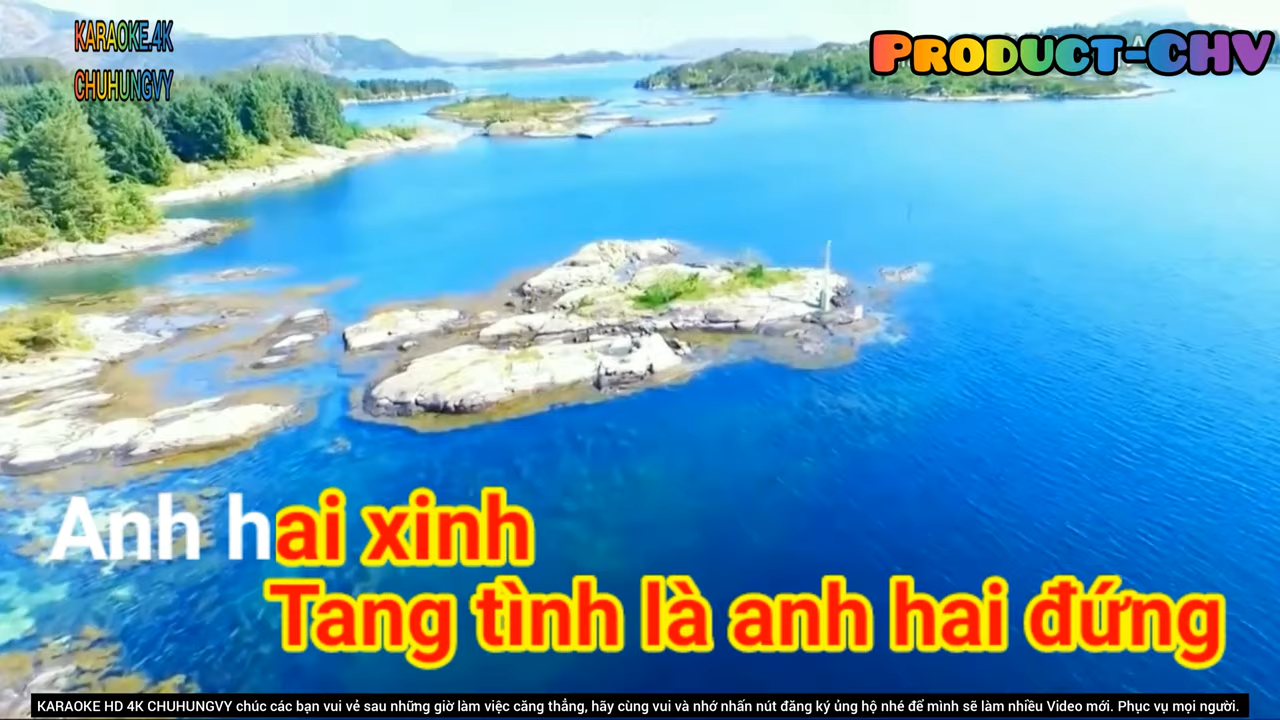 KARAOKE.4K
CHUHUNGVY
PRODUCT-CHV
Anh hai xinh
Tang tình là anh hai đứng
KARAOKE HD 4K CHUHUNGVY chúc các bạn vui vẻ sau những giờ làm việc căng thẳng, hãy cùng vui và nhớ nhấn nút đăng ký ủng hộ nhé để mình sẽ làm nhiều Video mới. Phục vụ mọi người.